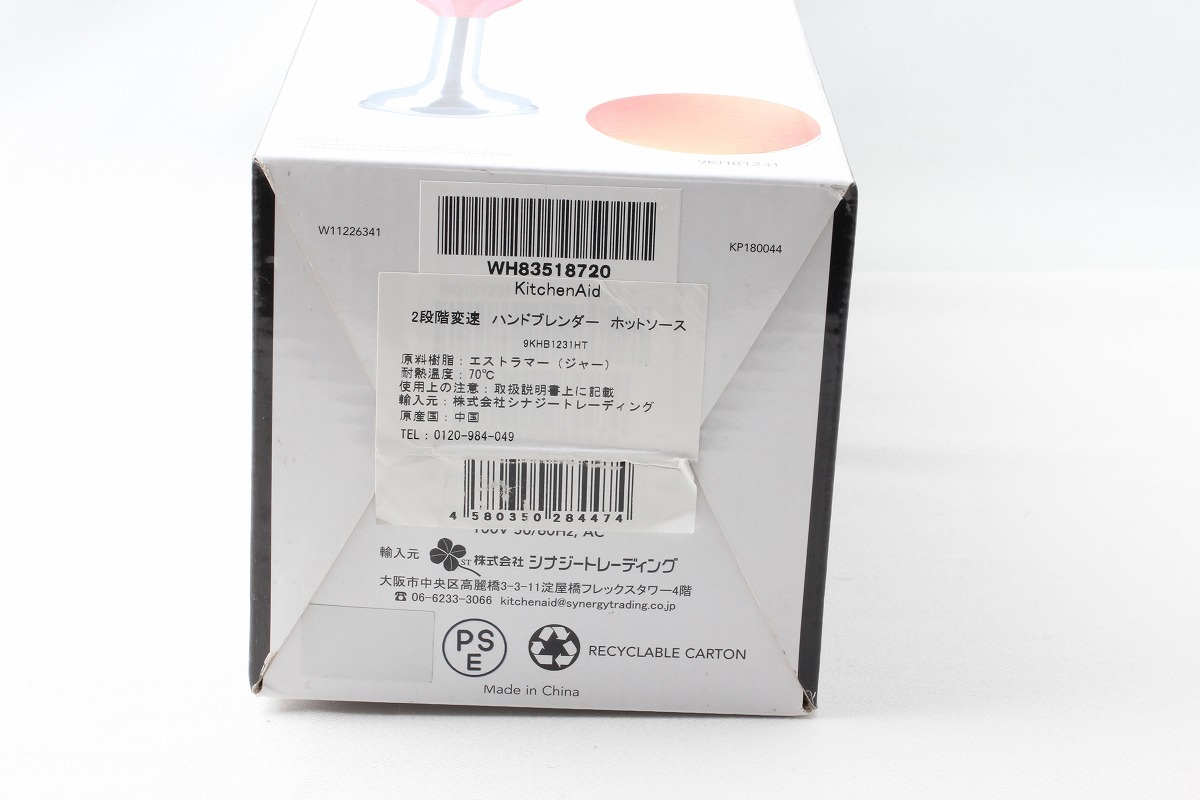 9KHB1231
W11226341
KP180044
WH83518720
KitchenAid
2段階変速 ハンドブレンダー ホットソース
9KHB1231HT
原料樹脂：エストラマー（ジャー）
耐熱温度：70℃
使用上の注意：取扱説明書上に記載
輸入元：株式会社シナジートレーディング
原産国：中国
TEL：0120-984-049
4 580350 284474
100V 50/60Hz, AC
輸入元 ST 株式会社 シナジートレーディング
大阪市中央区高麗橋3-3-11淀屋橋フレックスタワー4階
☎ 06-6233-3066 kitchenaid@synergytrading.co.jp
PSE
RECYCLABLE CARTON
Made in China